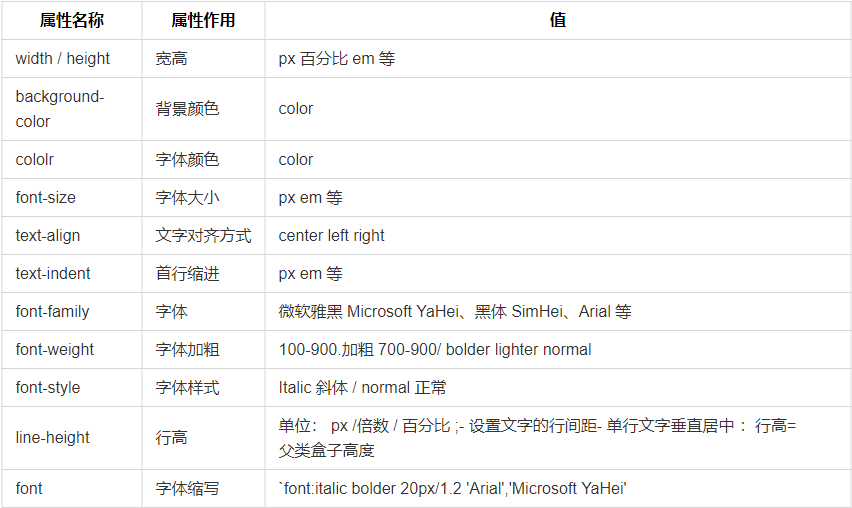 属性名称 属性作用 值
width / height 宽高 px 百分比 em 等
background-
color 背景颜色 color
cololr 字体颜色 color
font-size 字体大小 px em 等
text-align 文字对齐方式 center left right
text-indent 首行缩进 px em 等
font-family 字体 微软雅黑 Microsoft YaHei、黑体 SimHei、Arial 等
font-weight 字体加粗 100-900.加粗 700-900/ bolder lighter normal
font-style 字体样式 Italic 斜体 / normal 正常
line-height 行高 单位： px /倍数 / 百分比 ;- 设置文字的行间距- 单行文字垂直居中 ：行高=
父类盒子高度
font 字体缩写 `font:italic bolder 20px/1.2 'Arial','Microsoft YaHei'